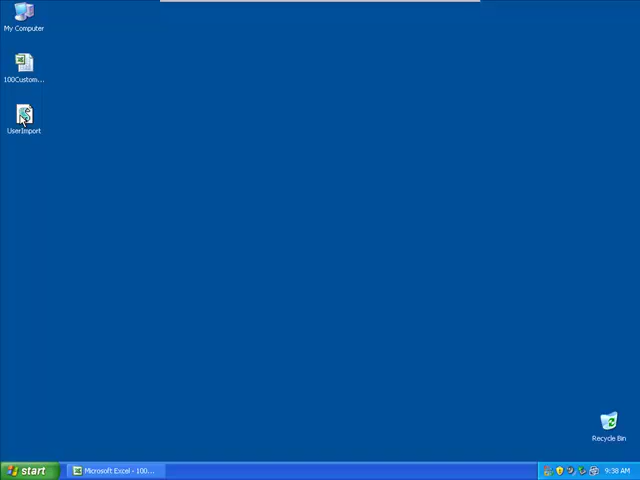 My Computer
100Custom...
UserImport
Recycle Bin
start
Microsoft Excel - 100...
9:38 AM